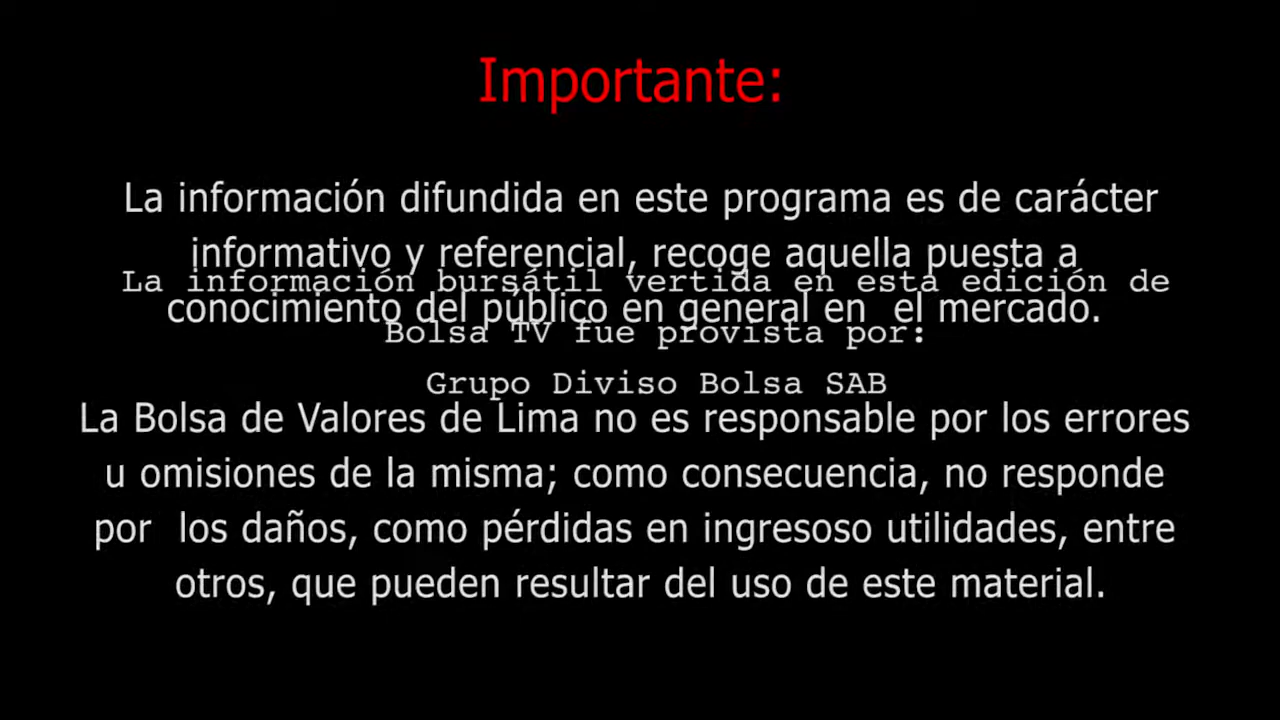 Importante:
La información difundida en este programa es de carácter
informativo y referencial, recoge aquella puesta a
La información bursátil vertida en esta edición de
conocimiento del público en general en el mercado.
Bolsa TV fue provista por:
Grupo Diviso Bolsa SAB
La Bolsa de Valores de Lima no es responsable por los errores
u omisiones de la misma; como consecuencia, no responde
por los daños, como pérdidas en ingresoso utilidades, entre
otros, que pueden resultar del uso de este material.